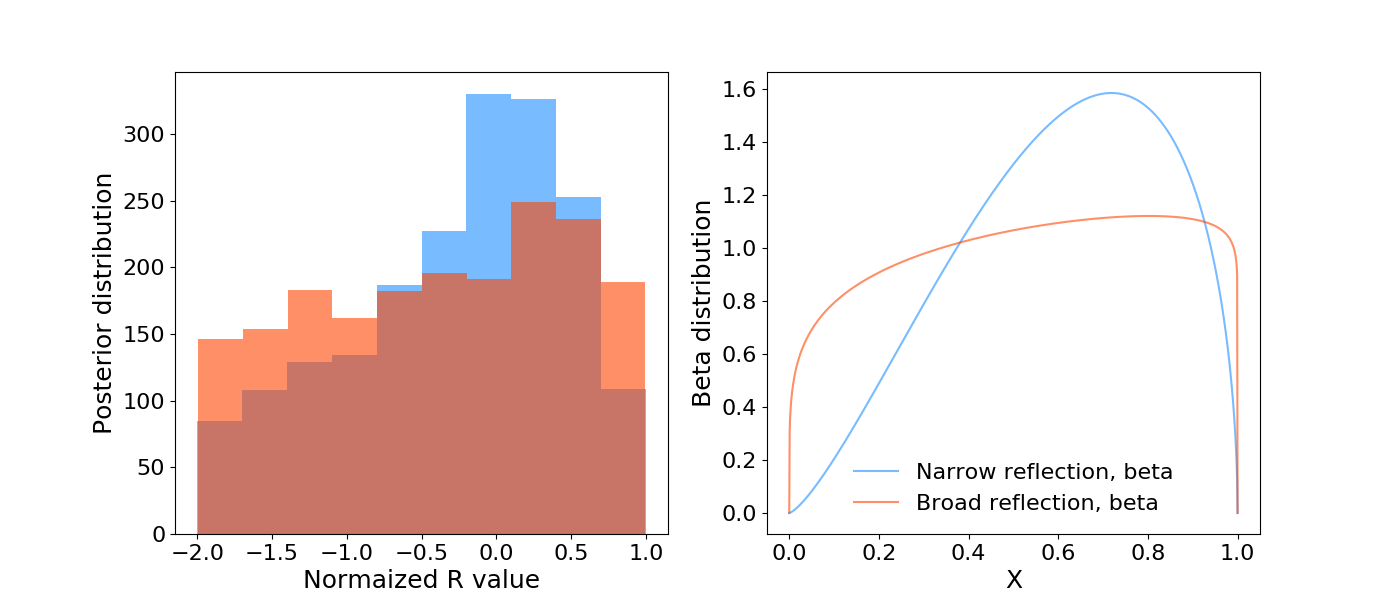 Posterior distribution
300
250
200
150
100
50
0
−2.0 −1.5 −1.0 −0.5 0.0 0.5 1.0
Normaized R value
Beta distribution
1.6
1.4
1.2
1.0
0.8
0.6
0.4
0.2
0.0
Narrow reflection, beta
Broad reflection, beta
0.0 0.2 0.4 0.6 0.8 1.0
X